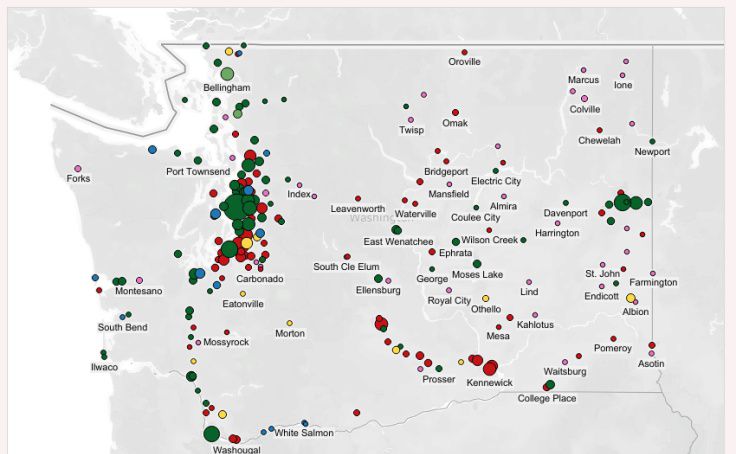 Oroville
Marcus
Ione
Bellingham
Colville
Omak
Twisp
Chewelah
Newport
Port Townsend
Bridgeport
Forks
Electric City
Index
Mansfield
Almira
Leavenworth
Waterville
Davenport
Washington
Coulee City
Harrington
East Wenatchee
Wilson Creek
Ephrata
South Cle Elum
Carbonado
George
Moses Lake
St. John
Farmington
Montesano
Ellensburg
Lind
Eatonville
Royal City
Endicott
Othello
Albion
South Bend
Kahlotus
Morton
Mossyrock
Mesa
Pomeroy
Ilwaco
Asotin
Waitsburg
Prosser
Kennewick
College Place
White Salmon
Washougal